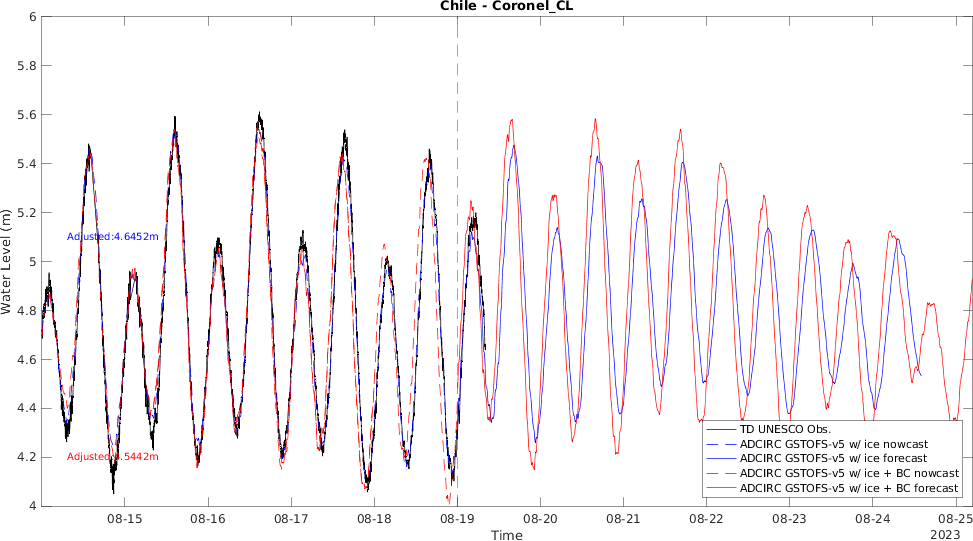 Chile - Coronel_CL
Water Level (m)
6
5.8
5.6
5.4
5.2
5
4.8
4.6
4.4
4.2
4
Adjusted:4.6452m
Adjusted:4.5442m
TD UNESCO Obs.
ADCIRC GSTOFS-v5 w/ ice nowcast
ADCIRC GSTOFS-v5 w/ ice forecast
ADCIRC GSTOFS-v5 w/ ice + BC nowcast
ADCIRC GSTOFS-v5 w/ ice + BC forecast
08-15 08-16 08-17 08-18 08-19 08-20 08-21 08-22 08-23 08-24 08-25
2023
Time